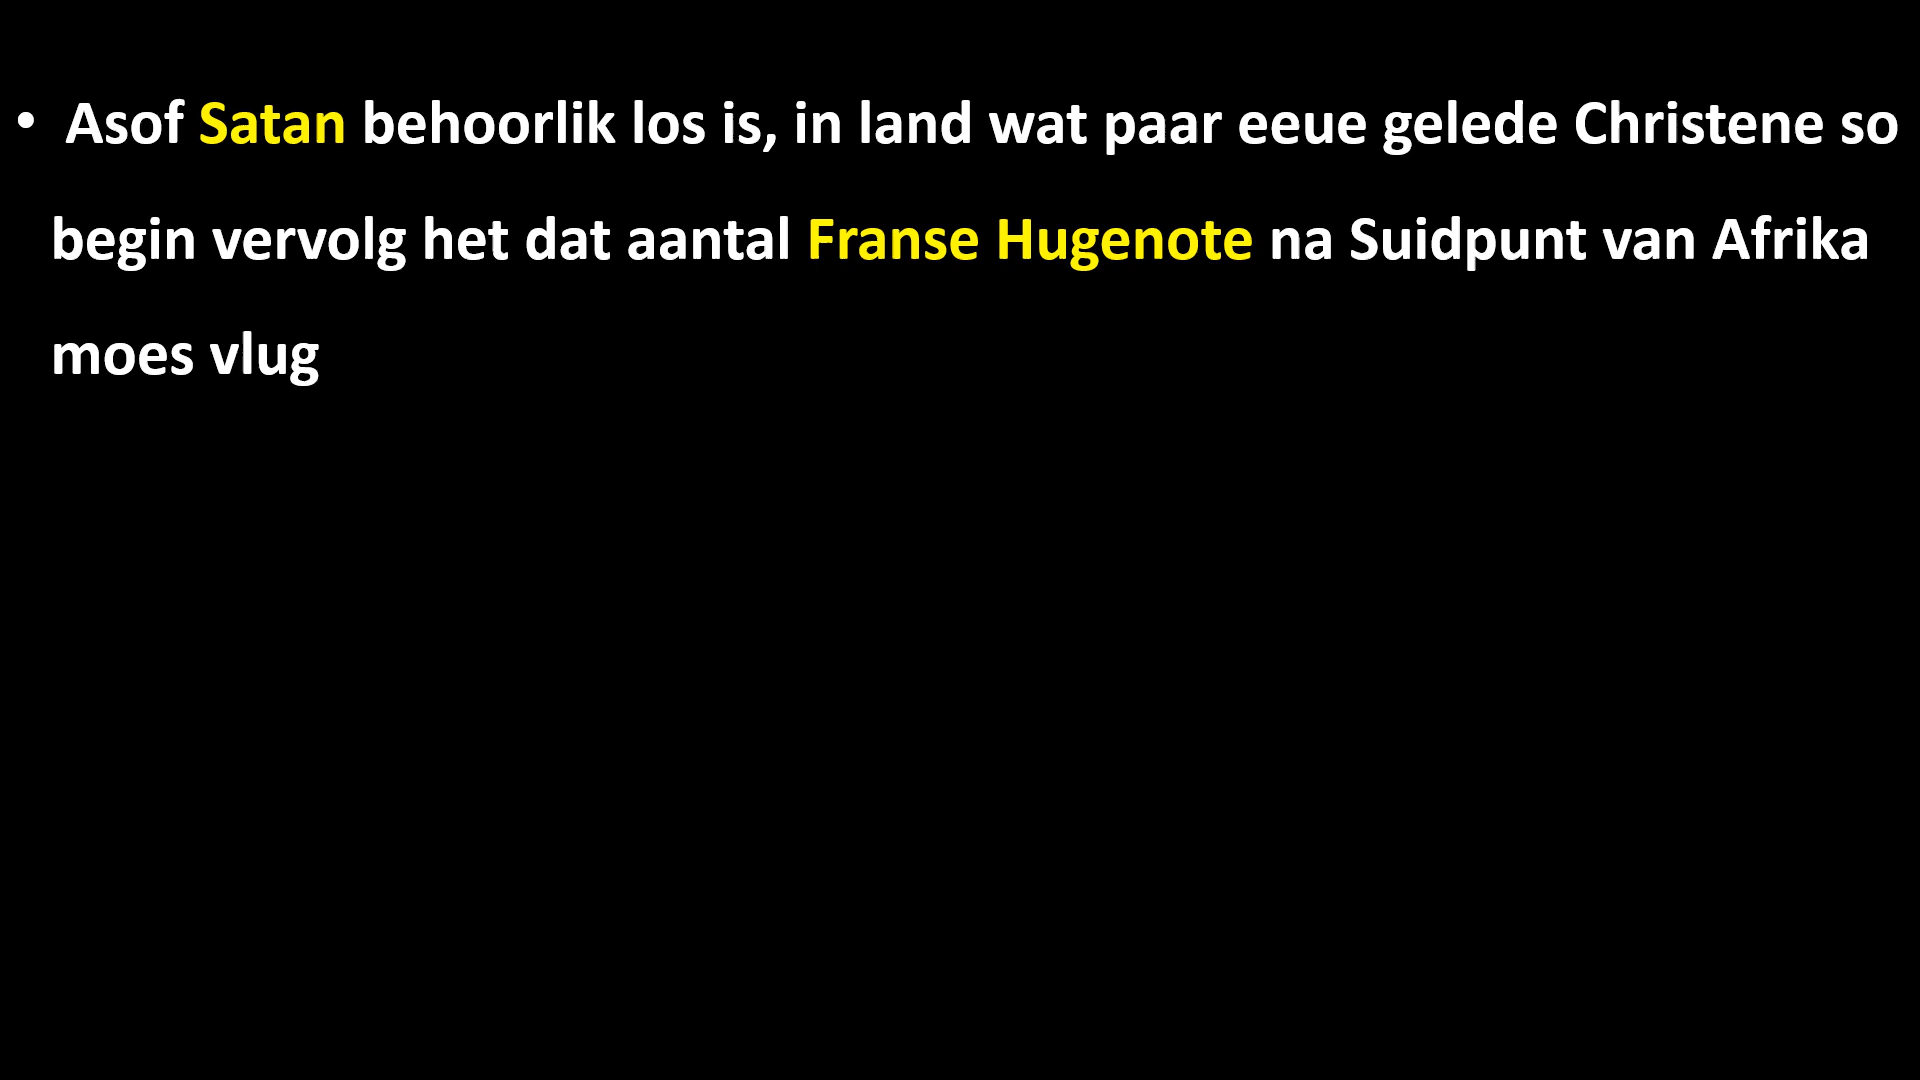 • Asof Satan behoorlik los is, in land wat paar eeue gelede Christene so
begin vervolg het dat aantal Franse Hugenote na Suidpunt van Afrika
moes vlug